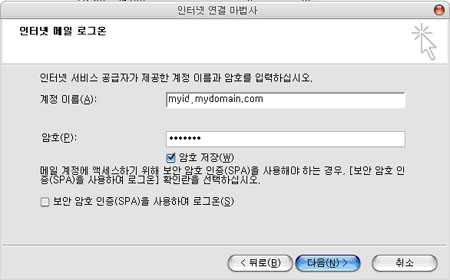 인터넷 연결 마법사
인터넷 메일 로그온
인터넷 서비스 공급자가 제공한 계정 이름과 암호를 입력하십시오.
계정 이름(A):
myid.mydomain.com
암호(P):
•••••••
암호 저장(W)
메일 계정에 액세스하기 위해 보안 암호 인증(SPA)을 사용해야 하는 경우, [보안 암호 인
증(SPA)을 사용하여 로그온] 확인란을 선택하십시오.
보안 암호 인증(SPA)을 사용하여 로그온(S)
< 뒤로(B)
다음(N) >
취소